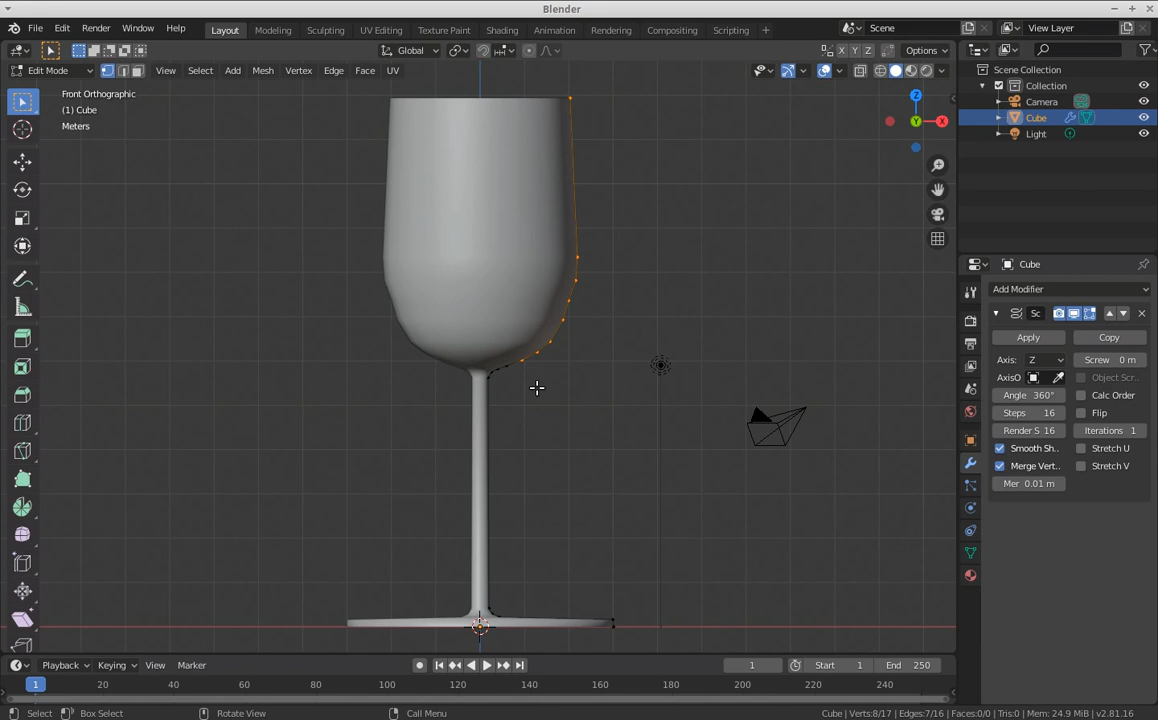 Blender
File Edit Render Window Help Layout Modeling Sculpting UV Editing Texture Paint Shading Animation Rendering Compositing Scripting + Scene View Layer
Global X Y Z Options
Edit Mode View Select Add Mesh Vertex Edge Face UV
Front Orthographic
(1) Cube
Meters
Z
Y
X
Scene Collection
Collection
Camera
Cube
Light
Cube
Add Modifier
Sc
Apply Copy
Axis: Z Screw 0 m
AxisO Object Scr..
Angle 360° Calc Order
Steps 16 Flip
Render S 16 Iterations 1
Smooth Sh.. Stretch U
Merge Vert.. Stretch V
Mer 0.01 m
Playback Keying View Marker 1 Start 1 End 250
1 20 40 60 80 100 120 140 160 180 200 220 240
Select Box Select Rotate View Call Menu Cube | Verts:8/17 | Edges:7/16 | Faces:0/0 | Tris:0 | Mem: 24.9 MiB | v2.81.16